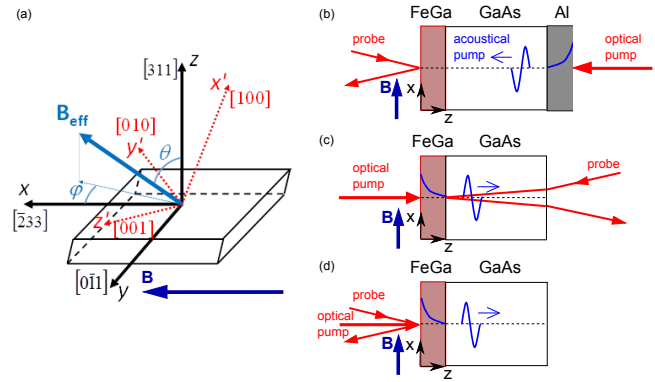 (a)
z
[311]
x′
[100]
[010]
y′
B_eff
θ
φ
x
[2̄33]
z′
[001]
[01̄1]
y
B
(b)
FeGa GaAs Al
probe
acoustical
pump
optical
pump
B
x
z
(c)
FeGa GaAs
optical
pump
probe
B
x
z
(d)
FeGa GaAs
probe
optical
pump
B
x
z